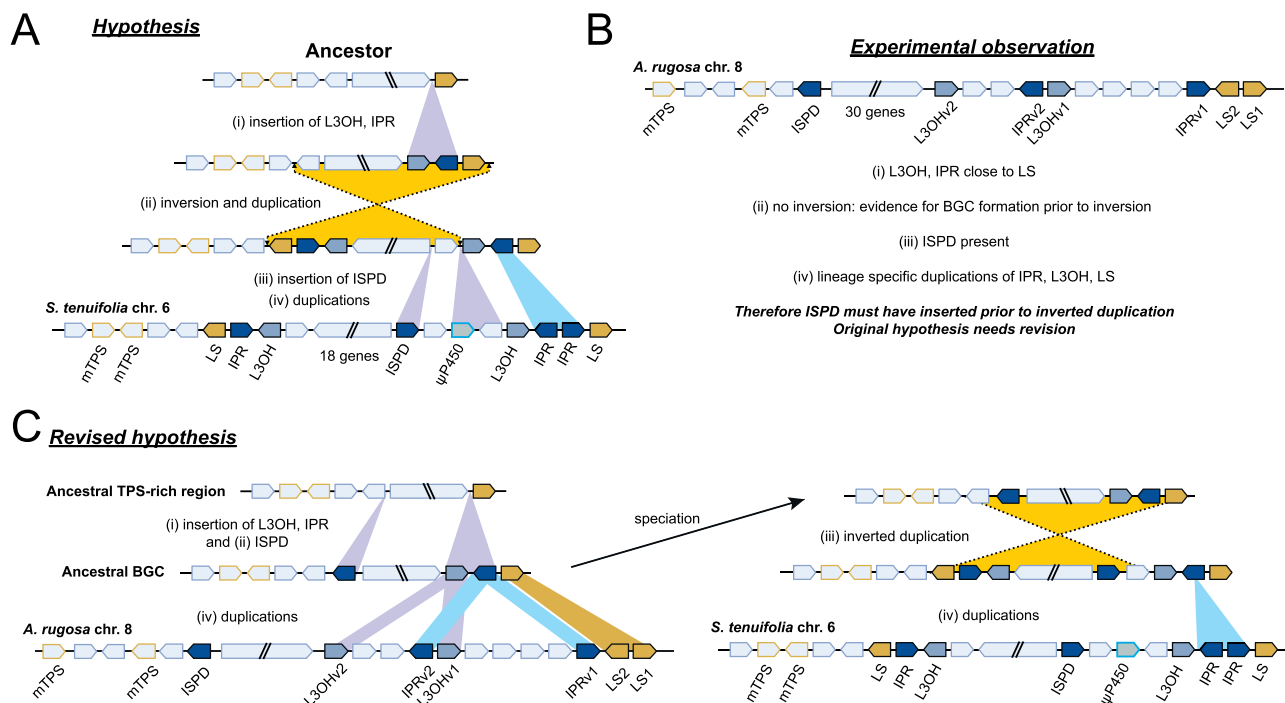 A
Hypothesis
Ancestor
(i) insertion of L3OH, IPR
(ii) inversion and duplication
(iii) insertion of ISPD
(iv) duplications
S. tenuifolia chr. 6
mTPS
mTPS
LS
IPR
L3OH
18 genes
ISPD
ψP450
L3OH
IPR
IPR
LS
B
Experimental observation
A. rugosa chr. 8
mTPS
mTPS
ISPD
30 genes
L3OHv2
IPRv2
L3OHv1
IPRv1
LS2
LS1
(i) L3OH, IPR close to LS
(ii) no inversion: evidence for BGC formation prior to inversion
(iii) ISPD present
(iv) lineage specific duplications of IPR, L3OH, LS
Therefore ISPD must have inserted prior to inverted duplication
Original hypothesis needs revision
C
Revised hypothesis
Ancestral TPS-rich region
(i) insertion of L3OH, IPR
and (ii) ISPD
Ancestral BGC
(iv) duplications
A. rugosa chr. 8
mTPS
mTPS
ISPD
L3OHv2
IPRv2
L3OHv1
IPRv1
LS2
LS1
speciation
(iii) inverted duplication
(iv) duplications
S. tenuifolia chr. 6
mTPS
mTPS
LS
IPR
L3OH
ISPD
ψP450
L3OH
IPR
IPR
LS